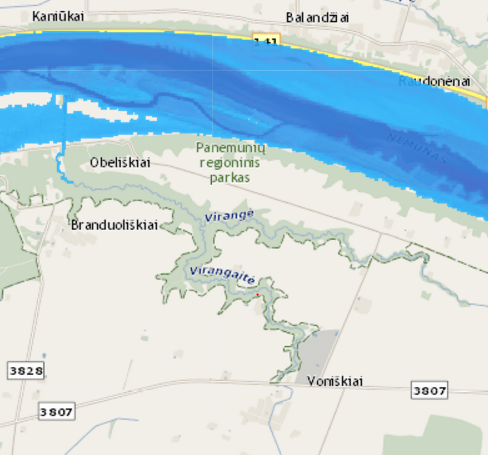 Kaniūkai
Balandžiai
141
Raudonėnai
NEMUNAS
Panemunių
regioninis
parkas
Obeliškiai
Virangė
Branduoliškiai
Virangaitė
3828
Voniškiai
3807
3807